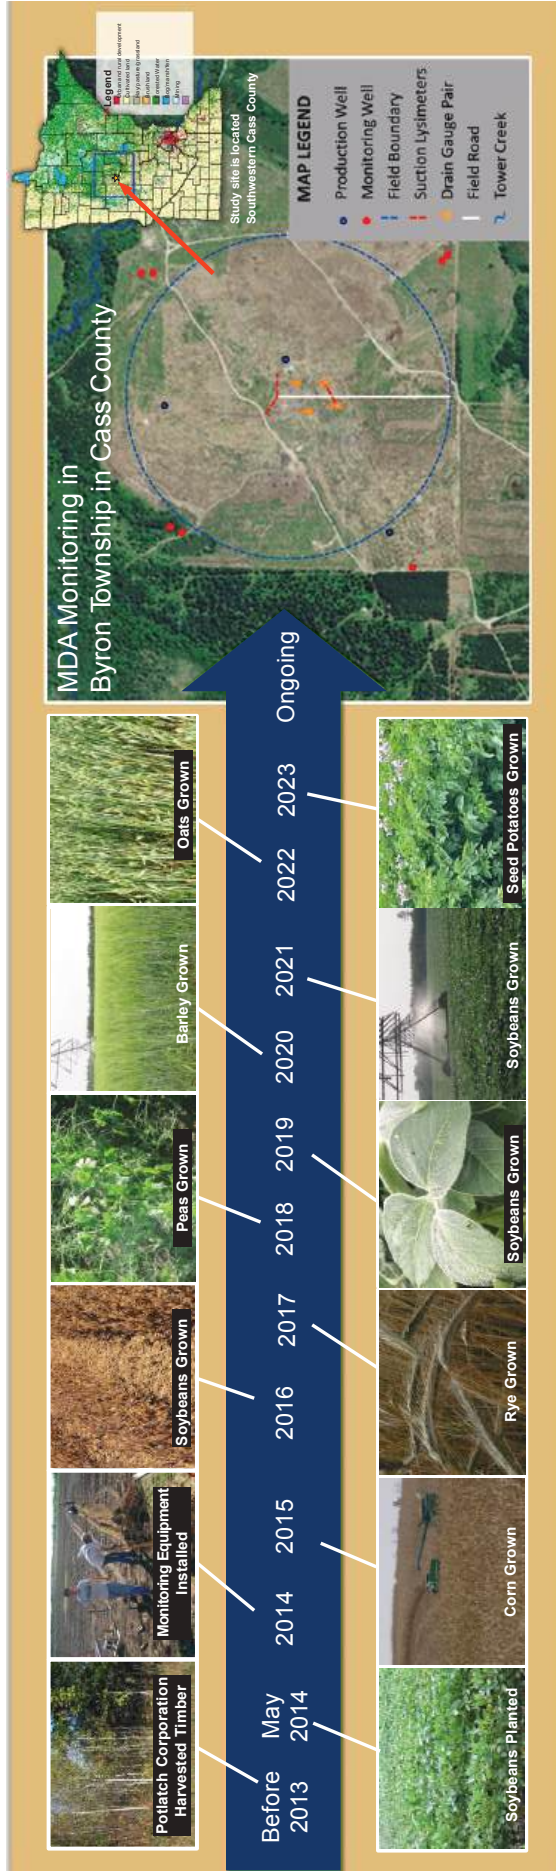 Potlatch Corporation
Harvested Timber
Monitoring Equipment
Installed
Soybeans Grown
Peas Grown
Barley Grown
Oats Grown
Before
2013
May
2014
2014
2015
2016
2017
2018
2019
2020
2021
2022
2023
Ongoing
Soybeans Planted
Corn Grown
Rye Grown
Soybeans Grown
Soybeans Grown
Seed Potatoes Grown
MDA Monitoring in
Byron Township in Cass County
Legend
Cultivated land
Mining
Study site is located
Southwestern Cass County
MAP LEGEND
Production Well
Monitoring Well
Field Boundary
Suction Lysimeters
Drain Gauge Pair
Field Road
Tower Creek